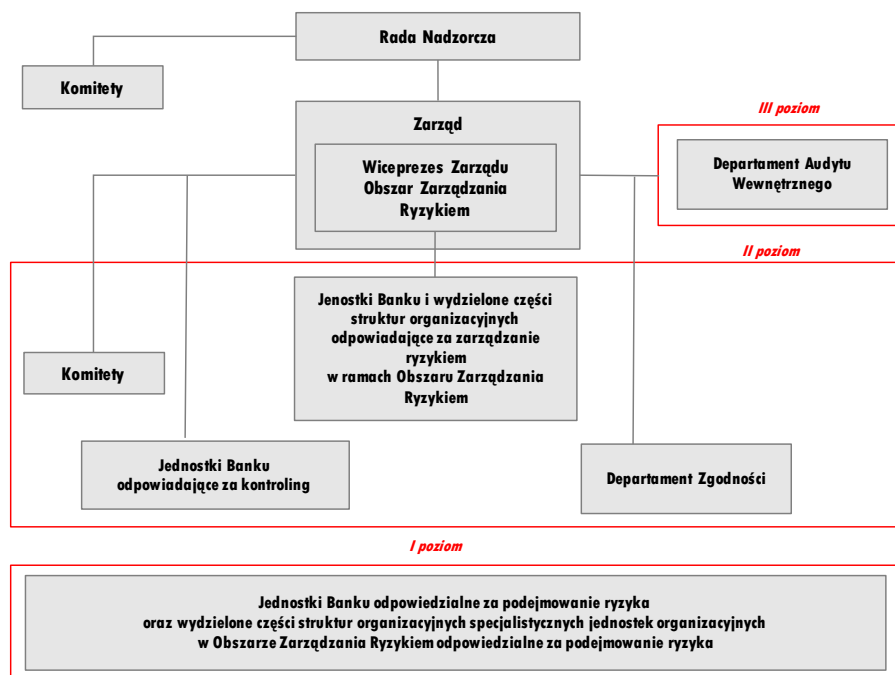 Rada Nadzorcza
Komitety
Zarząd
Wiceprezes Zarządu
Obszar Zarządzania
Ryzykiem
III poziom
Departament Audytu
Wewnętrznego
II poziom
Jenostki Banku i wydzielone części
struktur organizacyjnych
odpowiadające za zarządzanie
ryzykiem
w ramach Obszaru Zarządzania
Ryzykiem
Komitety
Jednostki Banku
odpowiadające za kontroling
Departament Zgodności
I poziom
Jednostki Banku odpowiedzialne za podejmowanie ryzyka
oraz wydzielone części struktur organizacyjnych specjalistycznych jednostek organizacyjnych
w Obszarze Zarządzania Ryzykiem odpowiedzialne za podejmowanie ryzyka